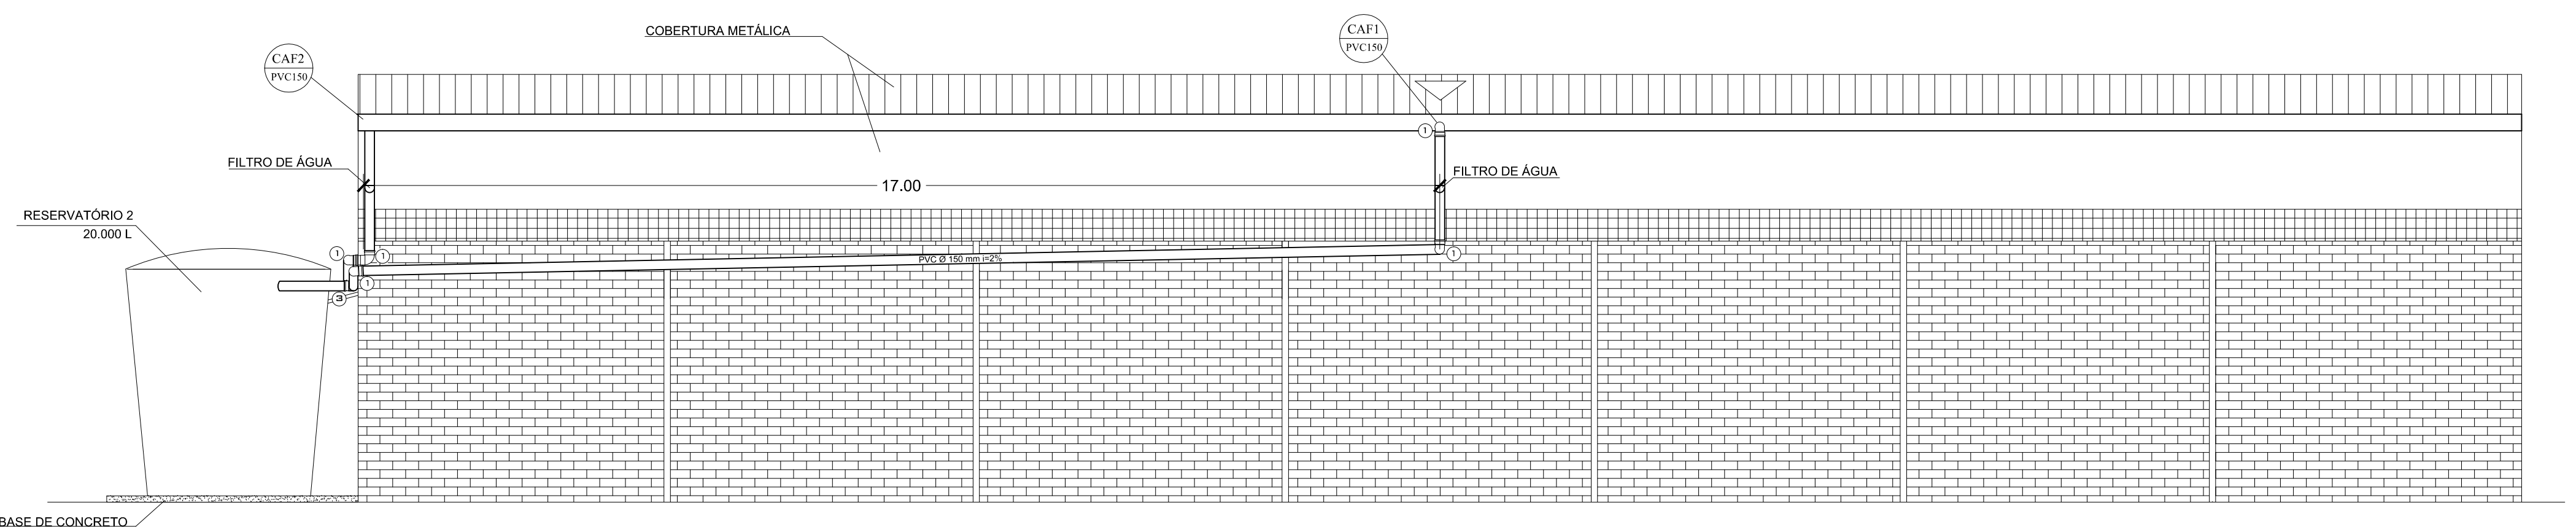 COBERTURA METÁLICA
CAF1
PVC150
CAF2
PVC150
1
FILTRO DE ÁGUA
FILTRO DE ÁGUA
17.00
RESERVATÓRIO 2
20.000 L
1
1
1
PVC Ø 150 mm i=2%
1
3
BASE DE CONCRETO